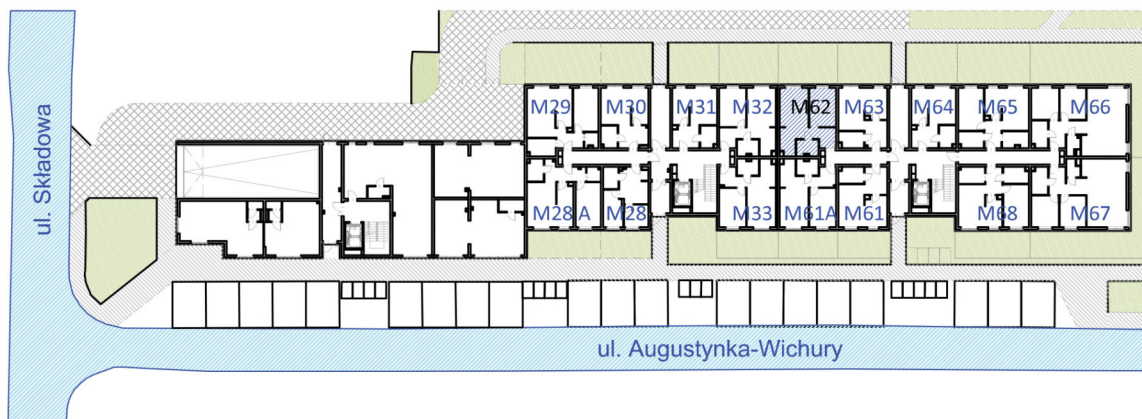 ul. Składowa
M29 M30 M31 M32 M62 M63 M64 M65 M66
M28 A M28 M33 M61A M61 M68 M67
ul. Augustynka-Wichury